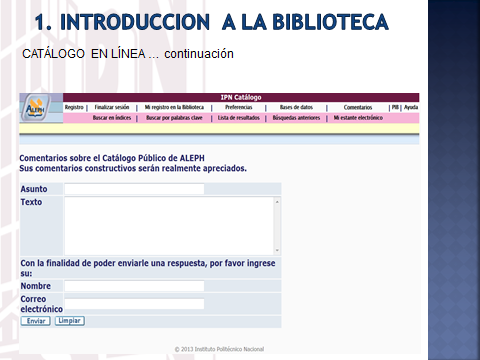 1. INTRODUCCION A LA BIBLIOTECA
CATÁLOGO EN LÍNEA ... continuación
IPN Catálogo
ALEPH
Registro | Finalizar sesión | Mi registro en la Biblioteca | Preferencias | Bases de datos | Comentarios | PIB | Ayuda
Buscar en índices | Buscar por palabras clave | Lista de resultados | Búsquedas anteriores | Mi estante electrónico
Comentarios sobre el Catálogo Público de ALEPH
Sus comentarios constructivos serán realmente apreciados.
Asunto
Texto
Con la finalidad de poder enviarle una respuesta, por favor ingrese
su:
Nombre
Correo
electrónico
Enviar Limpiar
© 2013 Instituto Politécnico Nacional